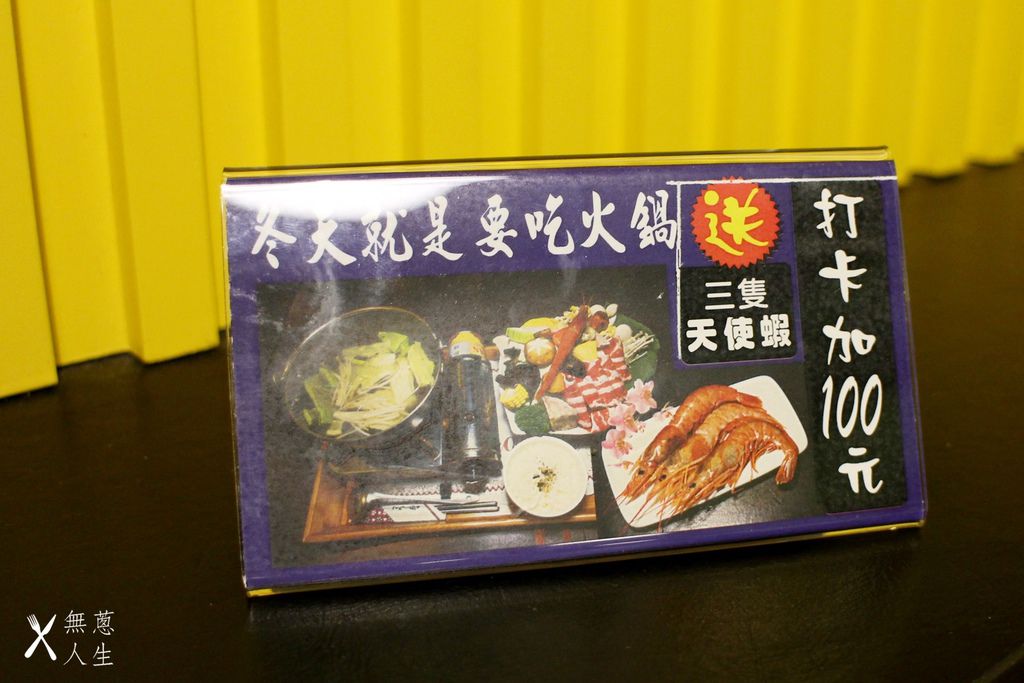 冬天就是要吃火鍋
送
三隻
天使蝦
打卡加100元
無蔥
人生